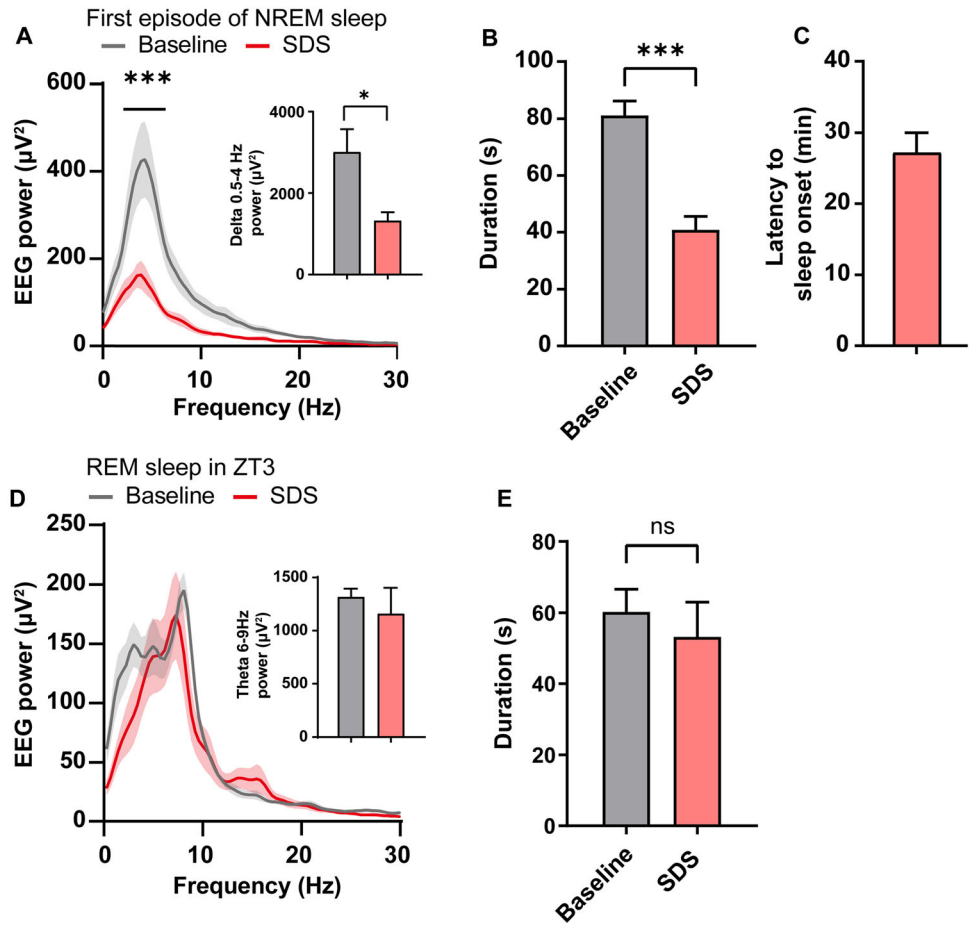 A
First episode of NREM sleep
Baseline SDS
***
600
400
200
0
EEG power (µV²)
0 10 20 30
Frequency (Hz)
*
4000
2000
0
Delta 0.5-4 Hz
power (µV²)
B
***
100
80
60
40
20
0
Duration (s)
Baseline
SDS
C
40
30
20
10
0
Latency to
sleep onset (min)
REM sleep in ZT3
D
Baseline SDS
250
200
150
100
50
0
EEG power (µV²)
0 10 20 30
Frequency (Hz)
1500
1000
500
0
Theta 6-9Hz
power (µV²)
E
ns
80
60
40
20
0
Duration (s)
Baseline
SDS